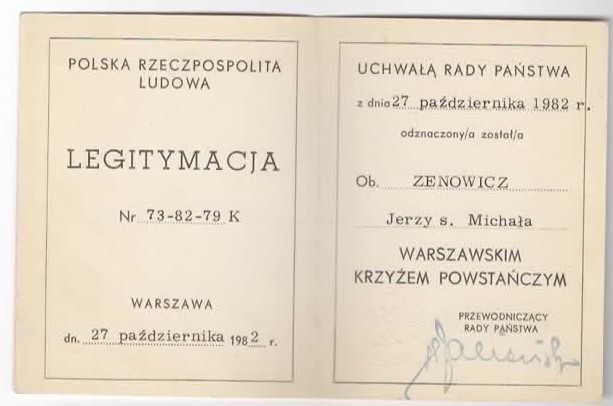 POLSKA RZECZPOSPOLITA
LUDOWA
LEGITYMACJA
Nr 73-82-79 K
WARSZAWA
dn. 27 października 1982 r.
UCHWAŁĄ RADY PAŃSTWA
z dnia 27 października 1982 r.
odznaczony/a został/a
Ob. ZENOWICZ
Jerzy s. Michała
WARSZAWSKIM
KRZYŻEM POWSTAŃCZYM
PRZEWODNICZĄCY
RADY PAŃSTWA